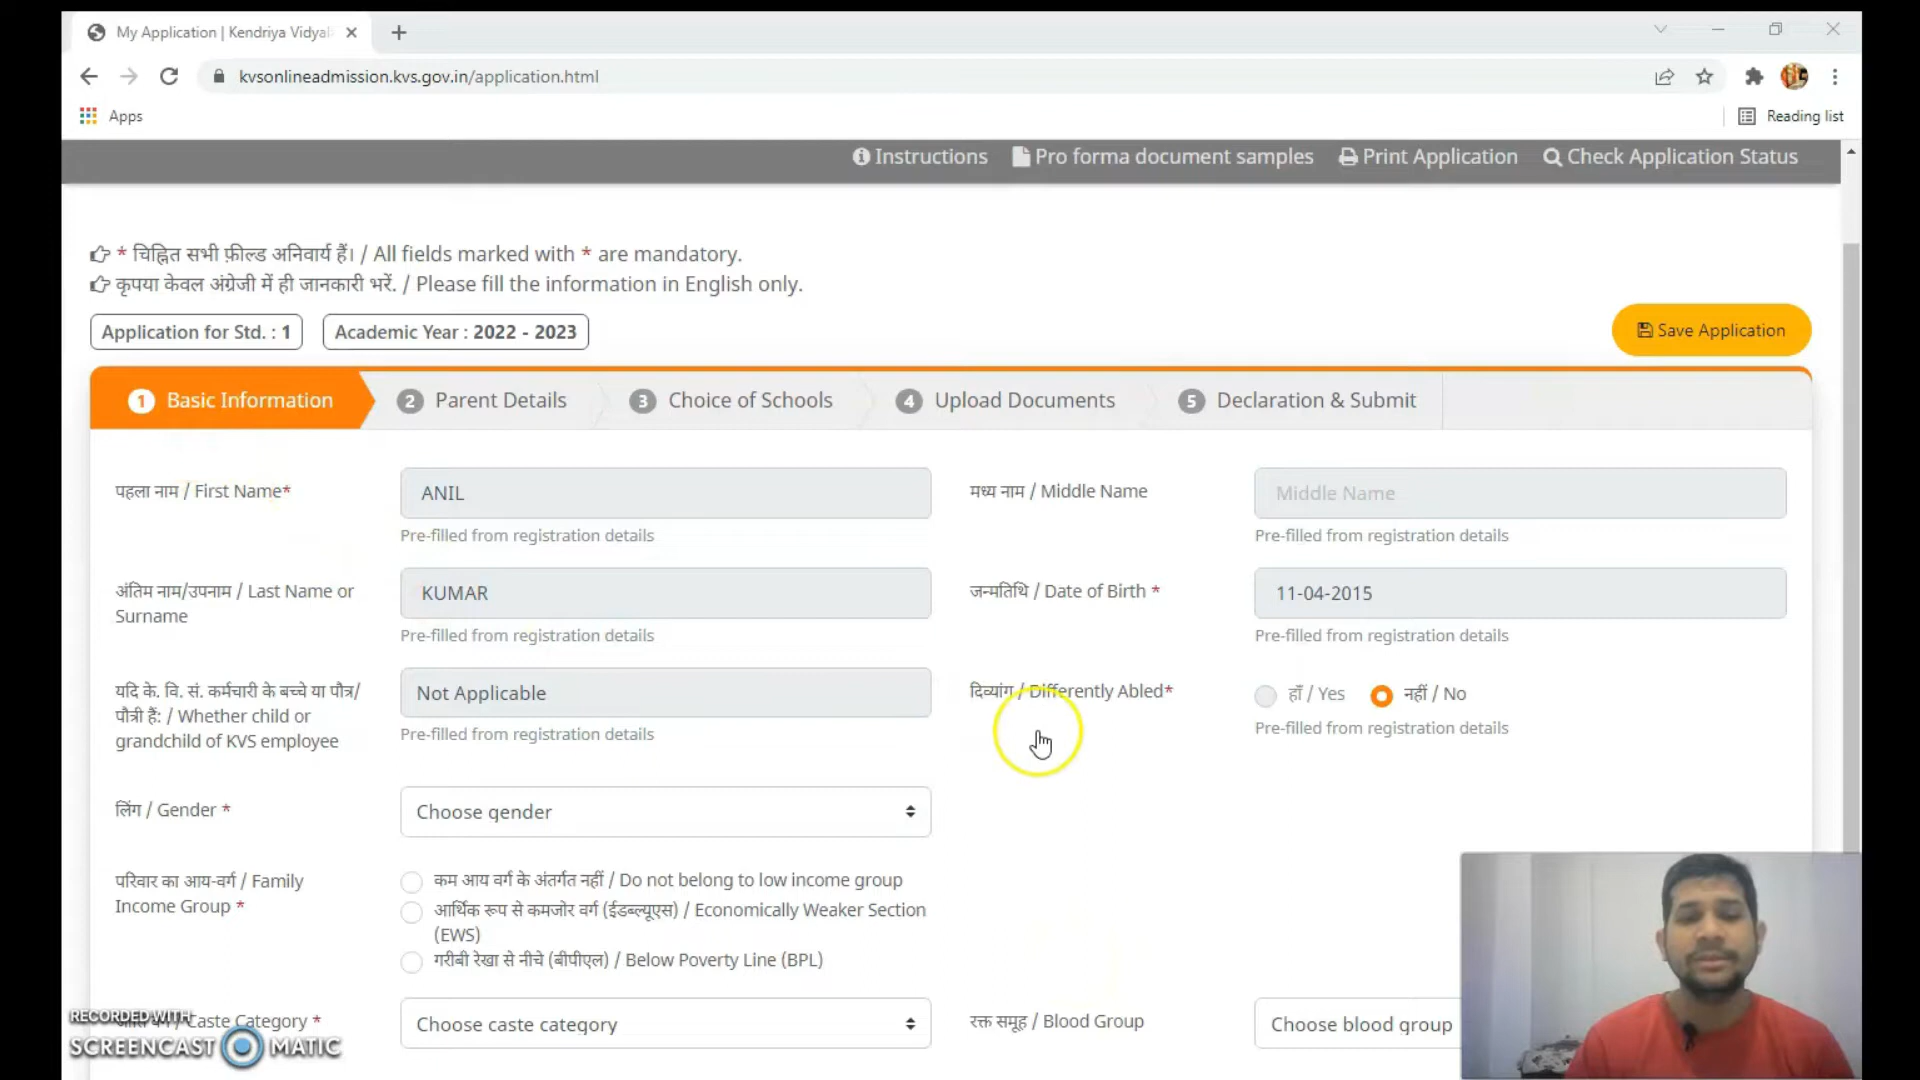 My Application | Kendriya Vidyal
kvsonlineadmission.kvs.gov.in/application.html
Apps
Reading list
Instructions Pro forma document samples Print Application Check Application Status
* चिह्नित सभी फ़ील्ड अनिवार्य हैं। / All fields marked with * are mandatory.
कृपया केवल अंग्रेजी में ही जानकारी भरें. / Please fill the information in English only.
Application for Std. : 1 Academic Year : 2022 - 2023
Save Application
1 Basic Information 2 Parent Details 3 Choice of Schools 4 Upload Documents 5 Declaration & Submit
पहला नाम / First Name*
ANIL
Pre-filled from registration details
मध्य नाम / Middle Name
Middle Name
Pre-filled from registration details
अंतिम नाम/उपनाम / Last Name or
Surname
KUMAR
Pre-filled from registration details
जन्मतिथि / Date of Birth *
11-04-2015
Pre-filled from registration details
यदि के. वि. सं. कर्मचारी के बच्चे या पौत्र/
पौत्री हैं: / Whether child or
grandchild of KVS employee
Not Applicable
Pre-filled from registration details
दिव्यांग / Differently Abled*
हाँ / Yes नहीं / No
Pre-filled from registration details
लिंग / Gender *
Choose gender
परिवार का आय-वर्ग / Family
Income Group *
कम आय वर्ग के अंतर्गत नहीं / Do not belong to low income group
आर्थिक रूप से कमजोर वर्ग (ईडब्ल्यूएस) / Economically Weaker Section
(EWS)
गरीबी रेखा से नीचे (बीपीएल) / Below Poverty Line (BPL)
/ Caste Category *
Choose caste category
रक्त समूह / Blood Group
Choose blood group
RECORDED WITH
SCREENCAST MATIC